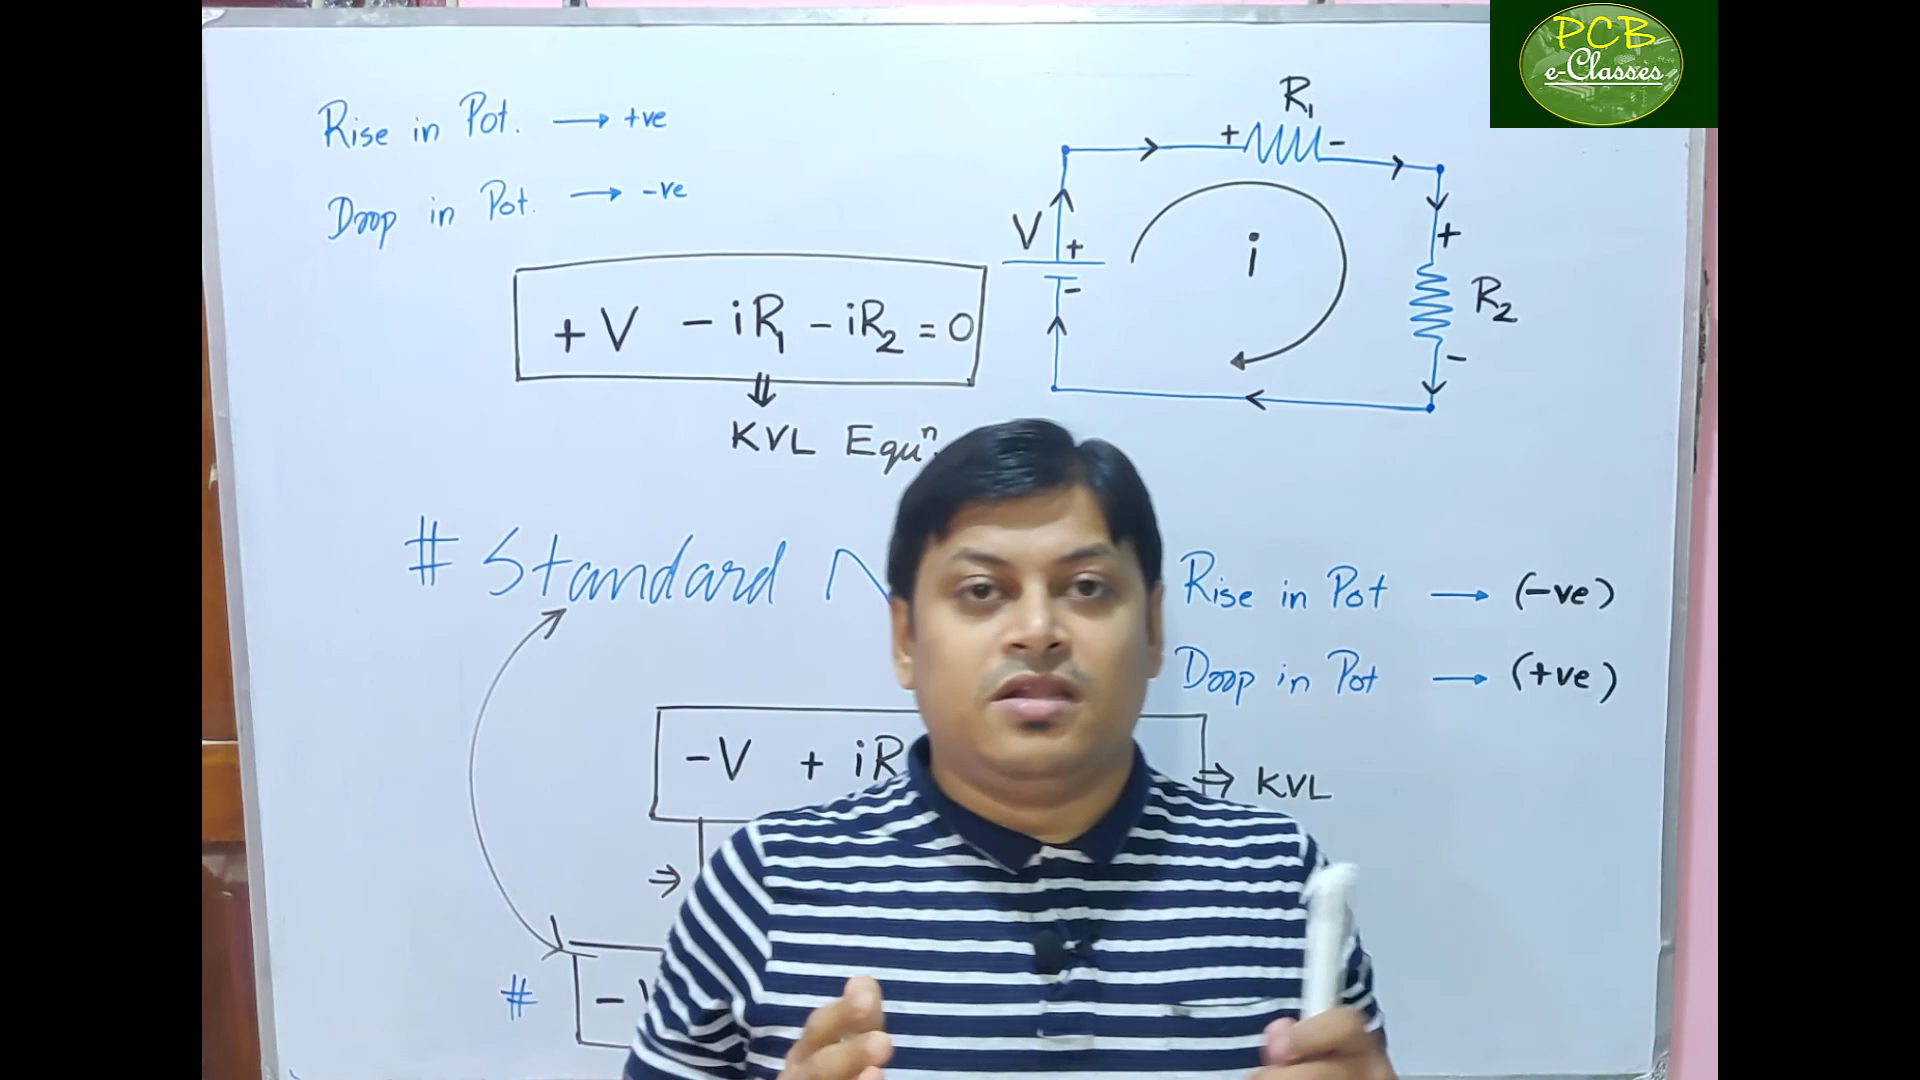 PCB
e-Classes
Rise in Pot. → +ve
Drop in Pot. → -ve
+V - iR₁ - iR₂ = 0
⇓
KVL Equⁿ.
R₁
+ -
V
+
-
i
+
R₂
-
# Standard
Rise in Pot → (-ve)
Drop in Pot → (+ve)
-V + iR
⇒ KVL
⇒
# -